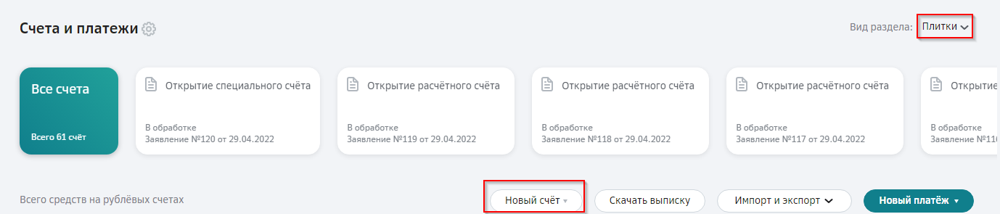 Счета и платежи
Вид раздела: Плитки
Все счета
Всего 61 счёт
Открытие специального счёта
В обработке
Заявление №120 от 29.04.2022
Открытие расчётного счёта
В обработке
Заявление №119 от 29.04.2022
Открытие расчётного счёта
В обработке
Заявление №118 от 29.04.2022
Открытие расчётного счёта
В обработке
Заявление №117 от 29.04.2022
Открытие
В обработке
Заявление №116
Всего средств на рублёвых счетах
Новый счёт
Скачать выписку
Импорт и экспорт
Новый платёж